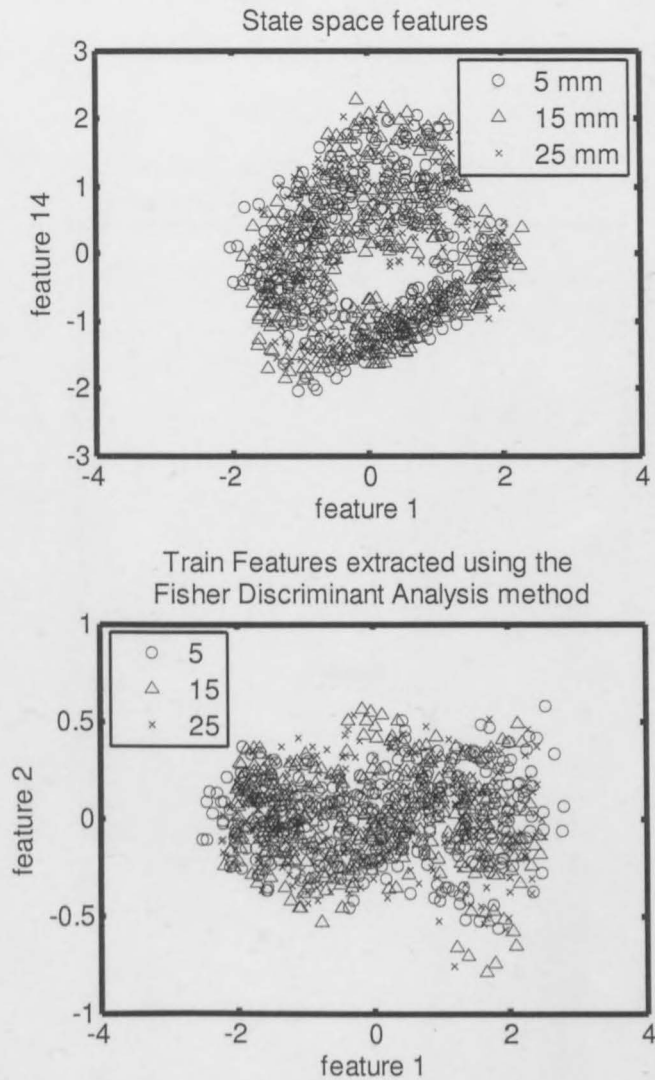 State space features
3
2
1
0
-1
-2
-3
feature 14
5 mm
15 mm
25 mm
-4
-2
0
2
4
feature 1
Train Features extracted using the
Fisher Discriminant Analysis method
1
0.5
0
-0.5
-1
feature 2
5
15
25
-4
-2
0
2
4
feature 1